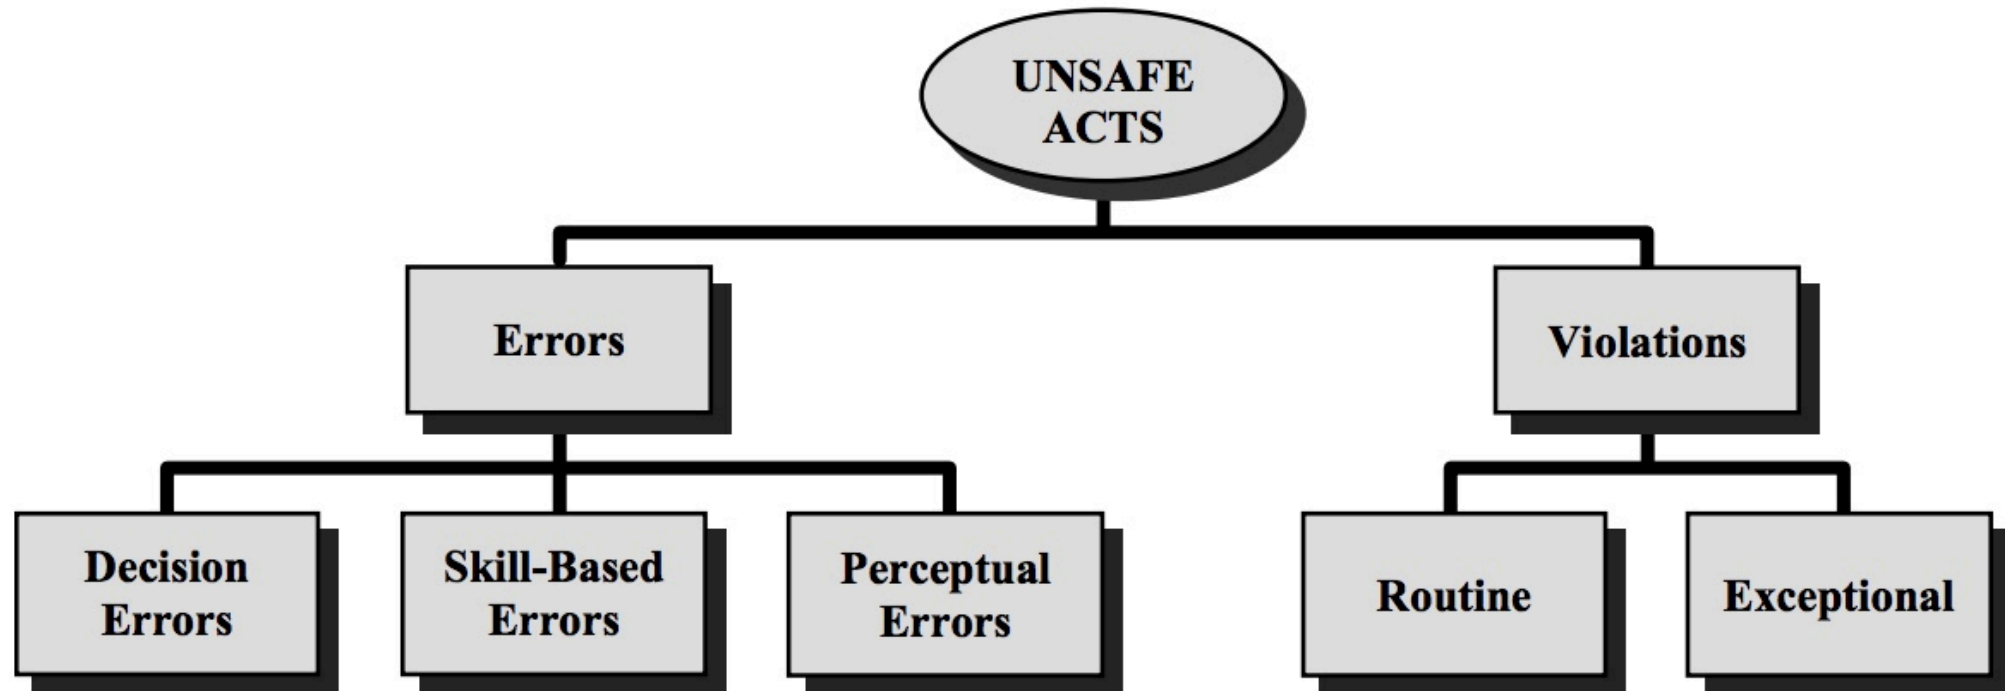 UNSAFE
ACTS
Errors
Violations
Decision
Errors
Skill-Based
Errors
Perceptual
Errors
Routine
Exceptional